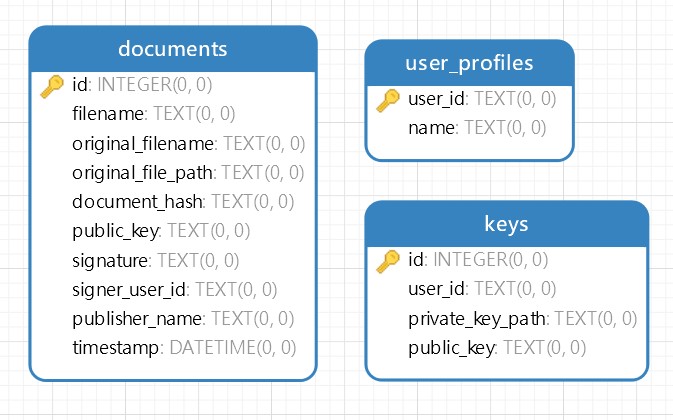 documents
id: INTEGER(0, 0)
filename: TEXT(0, 0)
original_filename: TEXT(0, 0)
original_file_path: TEXT(0, 0)
document_hash: TEXT(0, 0)
public_key: TEXT(0, 0)
signature: TEXT(0, 0)
signer_user_id: TEXT(0, 0)
publisher_name: TEXT(0, 0)
timestamp: DATETIME(0, 0)
user_profiles
user_id: TEXT(0, 0)
name: TEXT(0, 0)
keys
id: INTEGER(0, 0)
user_id: TEXT(0, 0)
private_key_path: TEXT(0, 0)
public_key: TEXT(0, 0)